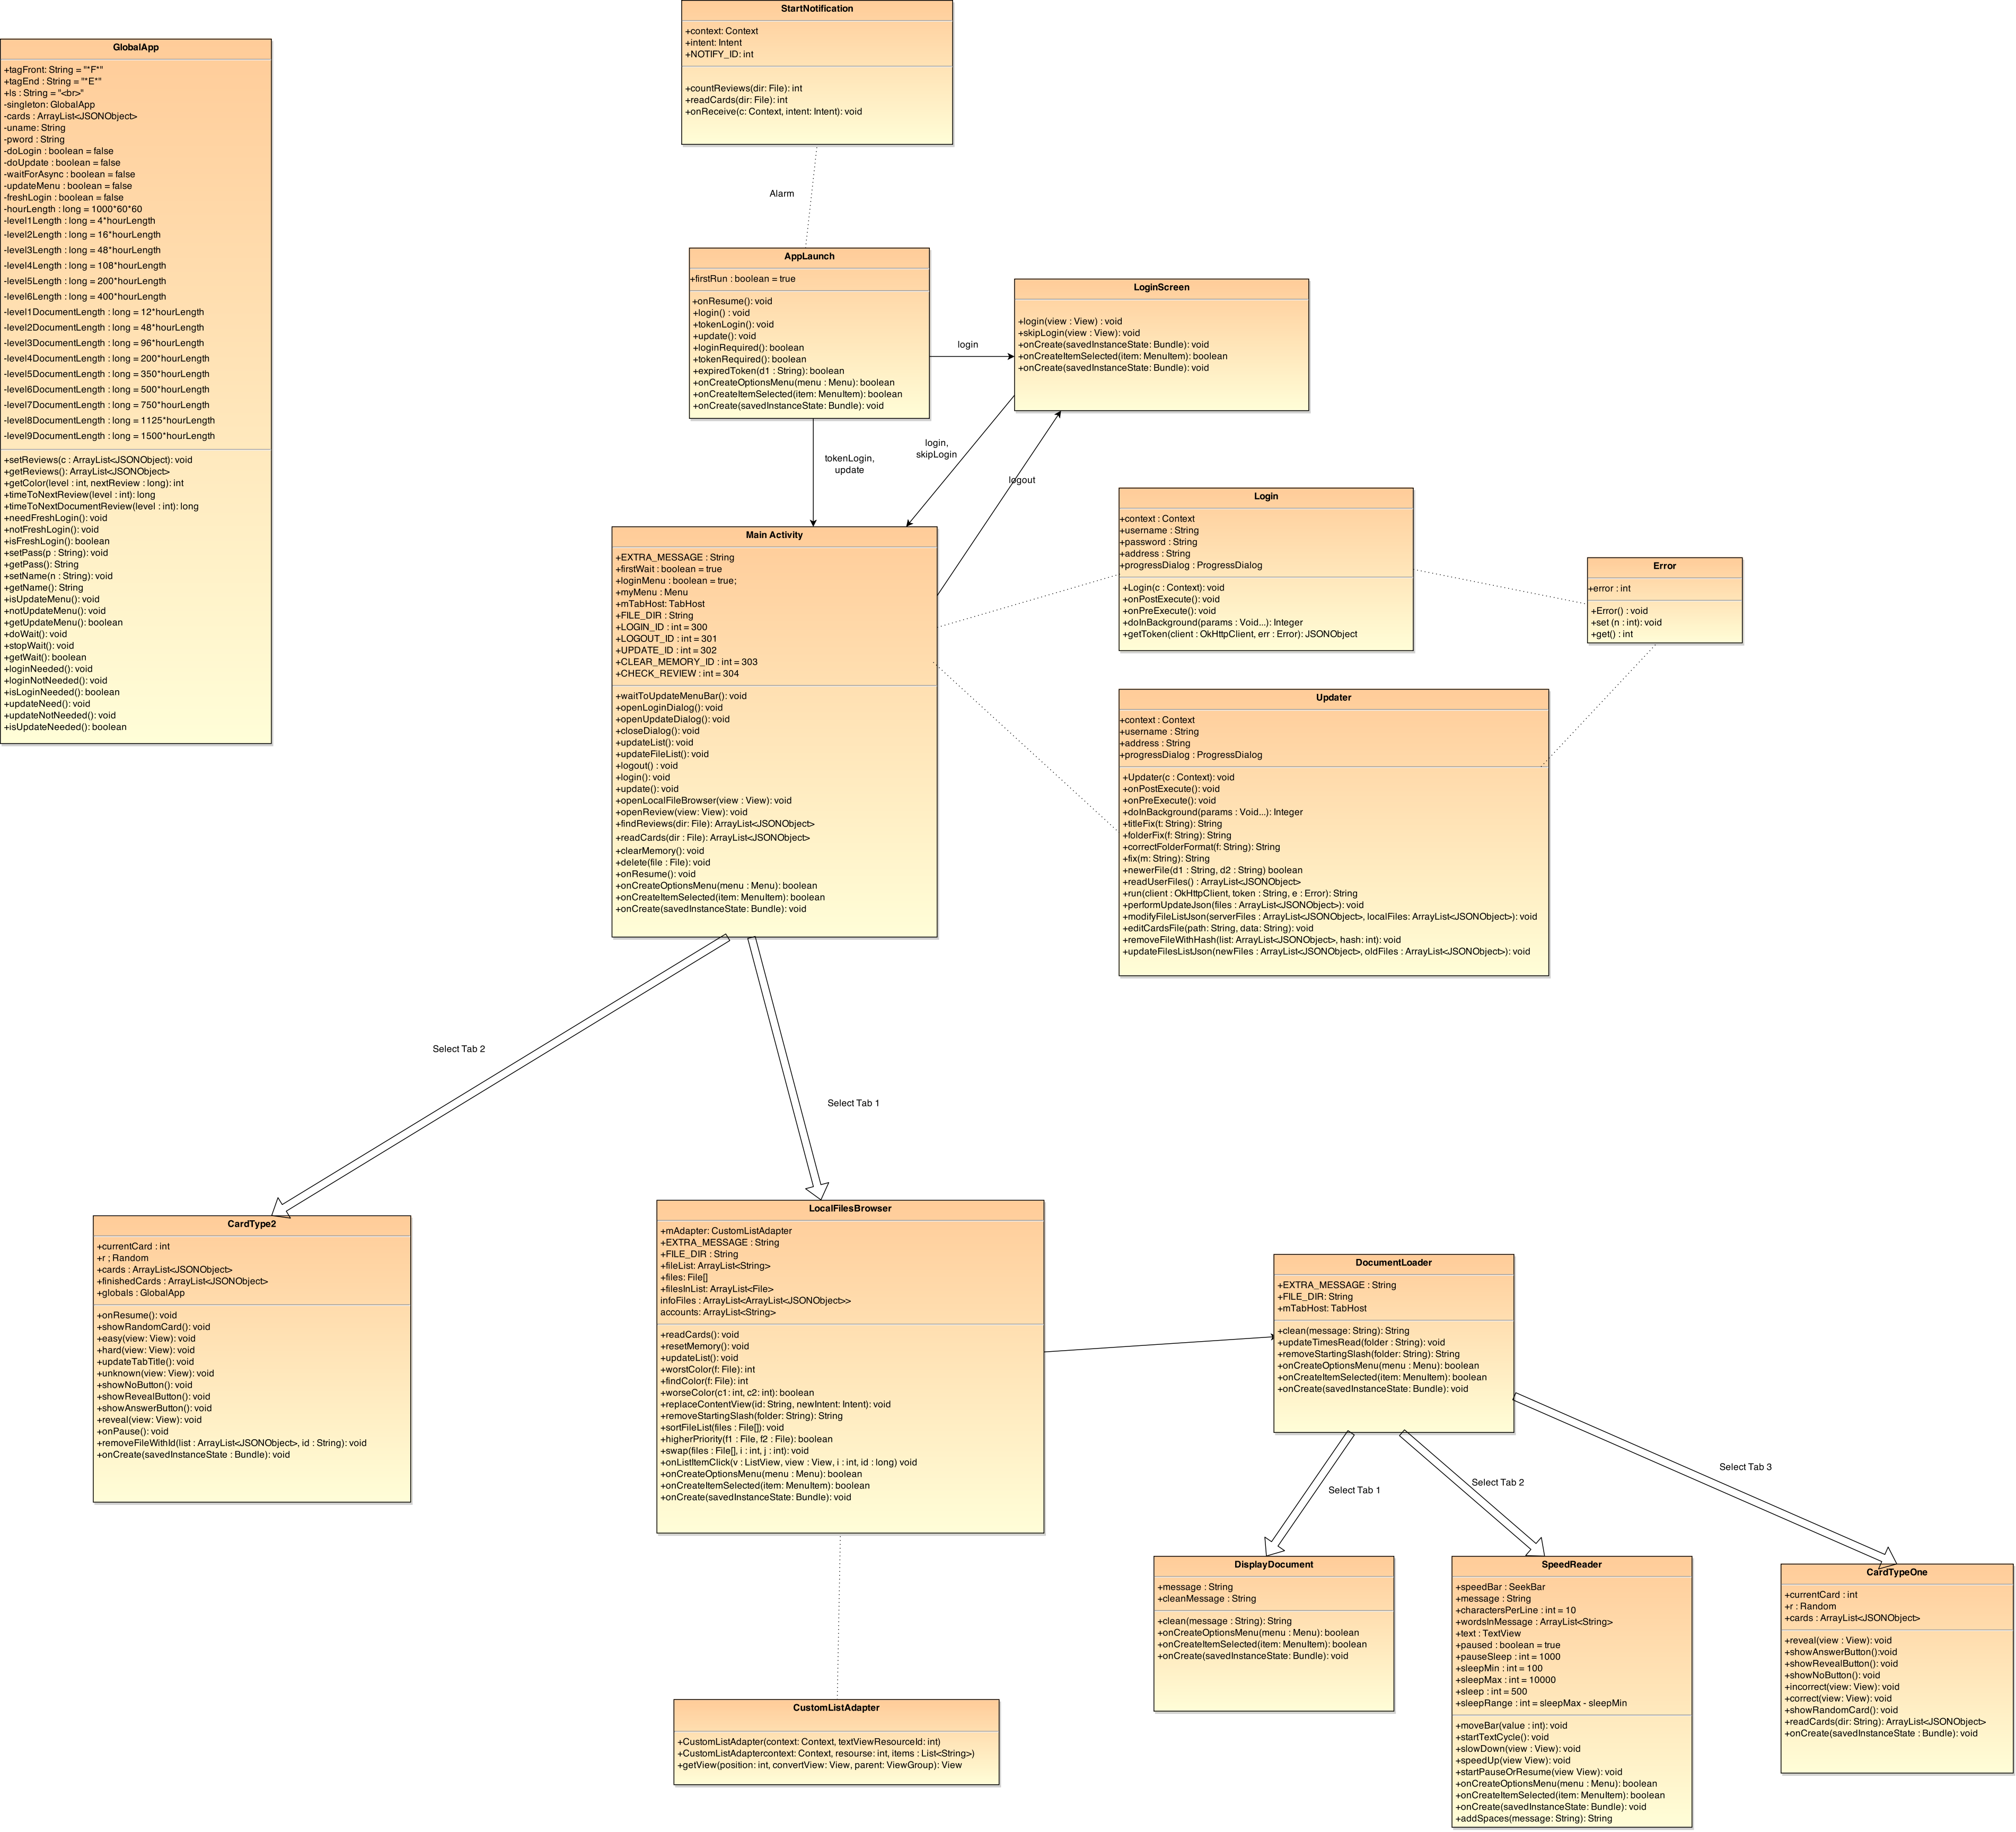 StartNotification
+context: Context
+intent: Intent
+NOTIFY_ID: int
+countReviews(dir: File): int
+readCards(dir: File): int
+onReceive(c: Context, intent: Intent): void
GlobalApp
+tagFront: String = "*F*"
+tagEnd : String = "*E*"
+ls : String = "<br>"
-singleton: GlobalApp
-cards : ArrayList<JSONObject>
-uname: String
-pword : String
-doLogin : boolean = false
-doUpdate : boolean = false
-waitForAsync : boolean = false
-updateMenu : boolean = false
-freshLogin : boolean = false
-hourLength : long = 1000*60*60
-level1Length : long = 4*hourLength
-level2Length : long = 16*hourLength
-level3Length : long = 48*hourLength
-level4Length : long = 108*hourLength
-level5Length : long = 200*hourLength
-level6Length : long = 400*hourLength
-level1DocumentLength : long = 12*hourLength
-level2DocumentLength : long = 48*hourLength
-level3DocumentLength : long = 96*hourLength
-level4DocumentLength : long = 200*hourLength
-level5DocumentLength : long = 350*hourLength
-level6DocumentLength : long = 500*hourLength
-level7DocumentLength : long = 750*hourLength
-level8DocumentLength : long = 1125*hourLength
-level9DocumentLength : long = 1500*hourLength
+setReviews(c : ArrayList<JSONObject): void
+getReviews(): ArrayList<JSONObject>
+getColor(level : int, nextReview : long): int
+timeToNextReview(level : int): long
+timeToNextDocumentReview(level : int): long
+needFreshLogin(): void
+notFreshLogin(): void
+isFreshLogin(): boolean
+setPass(p : String): void
+getPass(): String
+setName(n : String): void
+getName(): String
+isUpdateMenu(): void
+notUpdateMenu(): void
+getUpdateMenu(): boolean
+doWait(): void
+stopWait(): void
+getWait(): boolean
+loginNeeded(): void
+loginNotNeeded(): void
+isLoginNeeded(): boolean
+updateNeed(): void
+updateNotNeeded(): void
+isUpdateNeeded(): boolean
Alarm
AppLaunch
+firstRun : boolean = true
+onResume(): void
+login() : void
+tokenLogin(): void
+update(): void
+loginRequired(): boolean
+tokenRequired(): boolean
+expiredToken(d1 : String): boolean
+onCreateOptionsMenu(menu : Menu): boolean
+onCreateItemSelected(item: MenuItem): boolean
+onCreate(savedInstanceState: Bundle): void
login
LoginScreen
+login(view : View) : void
+skipLogin(view : View): void
+onCreate(savedInstanceState: Bundle): void
+onCreateItemSelected(item: MenuItem): boolean
+onCreate(savedInstanceState: Bundle): void
tokenLogin,
update
login,
skipLogin
logout
Main Activity
+EXTRA_MESSAGE : String
+firstWait : boolean = true
+loginMenu : boolean = true;
+myMenu : Menu
+mTabHost: TabHost
+FILE_DIR : String
+LOGIN_ID : int = 300
+LOGOUT_ID : int = 301
+UPDATE_ID : int = 302
+CLEAR_MEMORY_ID : int = 303
+CHECK_REVIEW : int = 304
+waitToUpdateMenuBar(): void
+openLoginDialog(): void
+openUpdateDialog(): void
+closeDialog(): void
+updateList(): void
+updateFileList(): void
+logout() : void
+login(): void
+update(): void
+openLocalFileBrowser(view : View): void
+openReview(view: View): void
+findReviews(dir: File): ArrayList<JSONObject>
+readCards(dir : File): ArrayList<JSONObject>
+clearMemory(): void
+delete(file : File): void
+onResume(): void
+onCreateOptionsMenu(menu : Menu): boolean
+onCreateItemSelected(item: MenuItem): boolean
+onCreate(savedInstanceState: Bundle): void
Login
+context : Context
+username : String
+password : String
+address : String
+progressDialog : ProgressDialog
+Login(c : Context): void
+onPostExecute(): void
+onPreExecute(): void
+doInBackground(params : Void...): Integer
+getToken(client : OkHttpClient, err : Error): JSONObject
Error
+error : int
+Error() : void
+set (n : int): void
+get() : int
Updater
+context : Context
+username : String
+address : String
+progressDialog : ProgressDialog
+Updater(c : Context): void
+onPostExecute(): void
+onPreExecute(): void
+doInBackground(params : Void...): Integer
+titleFix(t: String): String
+folderFix(f: String): String
+correctFolderFormat(f: String): String
+fix(m: String): String
+newerFile(d1 : String, d2 : String) boolean
+readUserFiles() : ArrayList<JSONObject>
+run(client : OkHttpClient, token : String, e : Error): String
+performUpdateJson(files : ArrayList<JSONObject>): void
+modifyFileListJson(serverFiles : ArrayList<JSONObject>, localFiles: ArrayList<JSONObject>): void
+editCardsFile(path: String, data: String): void
+removeFileWithHash(list: ArrayList<JSONObject>, hash: int): void
+updateFilesListJson(newFiles : ArrayList<JSONObject>, oldFiles : ArrayList<JSONObject>): void
Select Tab 2
Select Tab 1
CardType2
+currentCard : int
+r ; Random
+cards : ArrayList<JSONObject>
+finishedCards : ArrayList<JSONObject>
+globals : GlobalApp
+onResume(): void
+showRandomCard(): void
+easy(view: View): void
+hard(view: View): void
+updateTabTitle(): void
+unknown(view: View): void
+showNoButton(): void
+showRevealButton(): void
+showAnswerButton(): void
+reveal(view: View): void
+onPause(): void
+removeFileWithId(list : ArrayList<JSONObject>, id : String): void
+onCreate(savedInstanceState : Bundle): void
LocalFilesBrowser
+mAdapter: CustomListAdapter
+EXTRA_MESSAGE : String
+FILE_DIR : String
+fileList: ArrayList<String>
+files: File[]
+filesInList: ArrayList<File>
infoFiles : ArrayList<ArrayList<JSONObject>>
accounts: ArrayList<String>
+readCards(): void
+resetMemory(): void
+updateList(): void
+worstColor(f: File): int
+findColor(f: File): int
+worseColor(c1: int, c2: int): boolean
+replaceContentView(id: String, newIntent: Intent): void
+removeStartingSlash(folder: String): String
+sortFileList(files : File[]): void
+higherPriority(f1 : File, f2 : File): boolean
+swap(files : File[], i : int, j : int): void
+onListItemClick(v : ListView, view : View, i : int, id : long) void
+onCreateOptionsMenu(menu : Menu): boolean
+onCreateItemSelected(item: MenuItem): boolean
+onCreate(savedInstanceState: Bundle): void
DocumentLoader
+EXTRA_MESSAGE : String
+FILE_DIR: String
+mTabHost: TabHost
+clean(message: String): String
+updateTimesRead(folder : String): void
+removeStartingSlash(folder: String): String
+onCreateOptionsMenu(menu : Menu): boolean
+onCreateItemSelected(item: MenuItem): boolean
+onCreate(savedInstanceState: Bundle): void
Select Tab 1
Select Tab 2
Select Tab 3
DisplayDocument
+message : String
+cleanMessage : String
+clean(message : String): String
+onCreateOptionsMenu(menu : Menu): boolean
+onCreateItemSelected(item: MenuItem): boolean
+onCreate(savedInstanceState: Bundle): void
SpeedReader
+speedBar : SeekBar
+message : String
+charactersPerLine : int = 10
+wordsInMessage : ArrayList<String>
+text : TextView
+paused : boolean = true
+pauseSleep : int = 1000
+sleepMin : int = 100
+sleepMax : int = 10000
+sleep : int = 500
+sleepRange : int = sleepMax - sleepMin
+moveBar(value : int): void
+startTextCycle(): void
+slowDown(view : View): void
+speedUp(view View): void
+startPauseOrResume(view View): void
+onCreateOptionsMenu(menu : Menu): boolean
+onCreateItemSelected(item: MenuItem): boolean
+onCreate(savedInstanceState: Bundle): void
+addSpaces(message: String): String
CardTypeOne
+currentCard : int
+r : Random
+cards : ArrayList<JSONObject>
+reveal(view : View): void
+showAnswerButton():void
+showRevealButton(): void
+showNoButton(): void
+incorrect(view: View): void
+correct(view: View): void
+showRandomCard(): void
+readCards(dir: String): ArrayList<JSONObject>
+onCreate(savedInstanceState : Bundle): void
CustomListAdapter
+CustomListAdapter(context: Context, textViewResourceId: int)
+CustomListAdaptercontext: Context, resourse: int, items : List<String>)
+getView(position: int, convertView: View, parent: ViewGroup): View